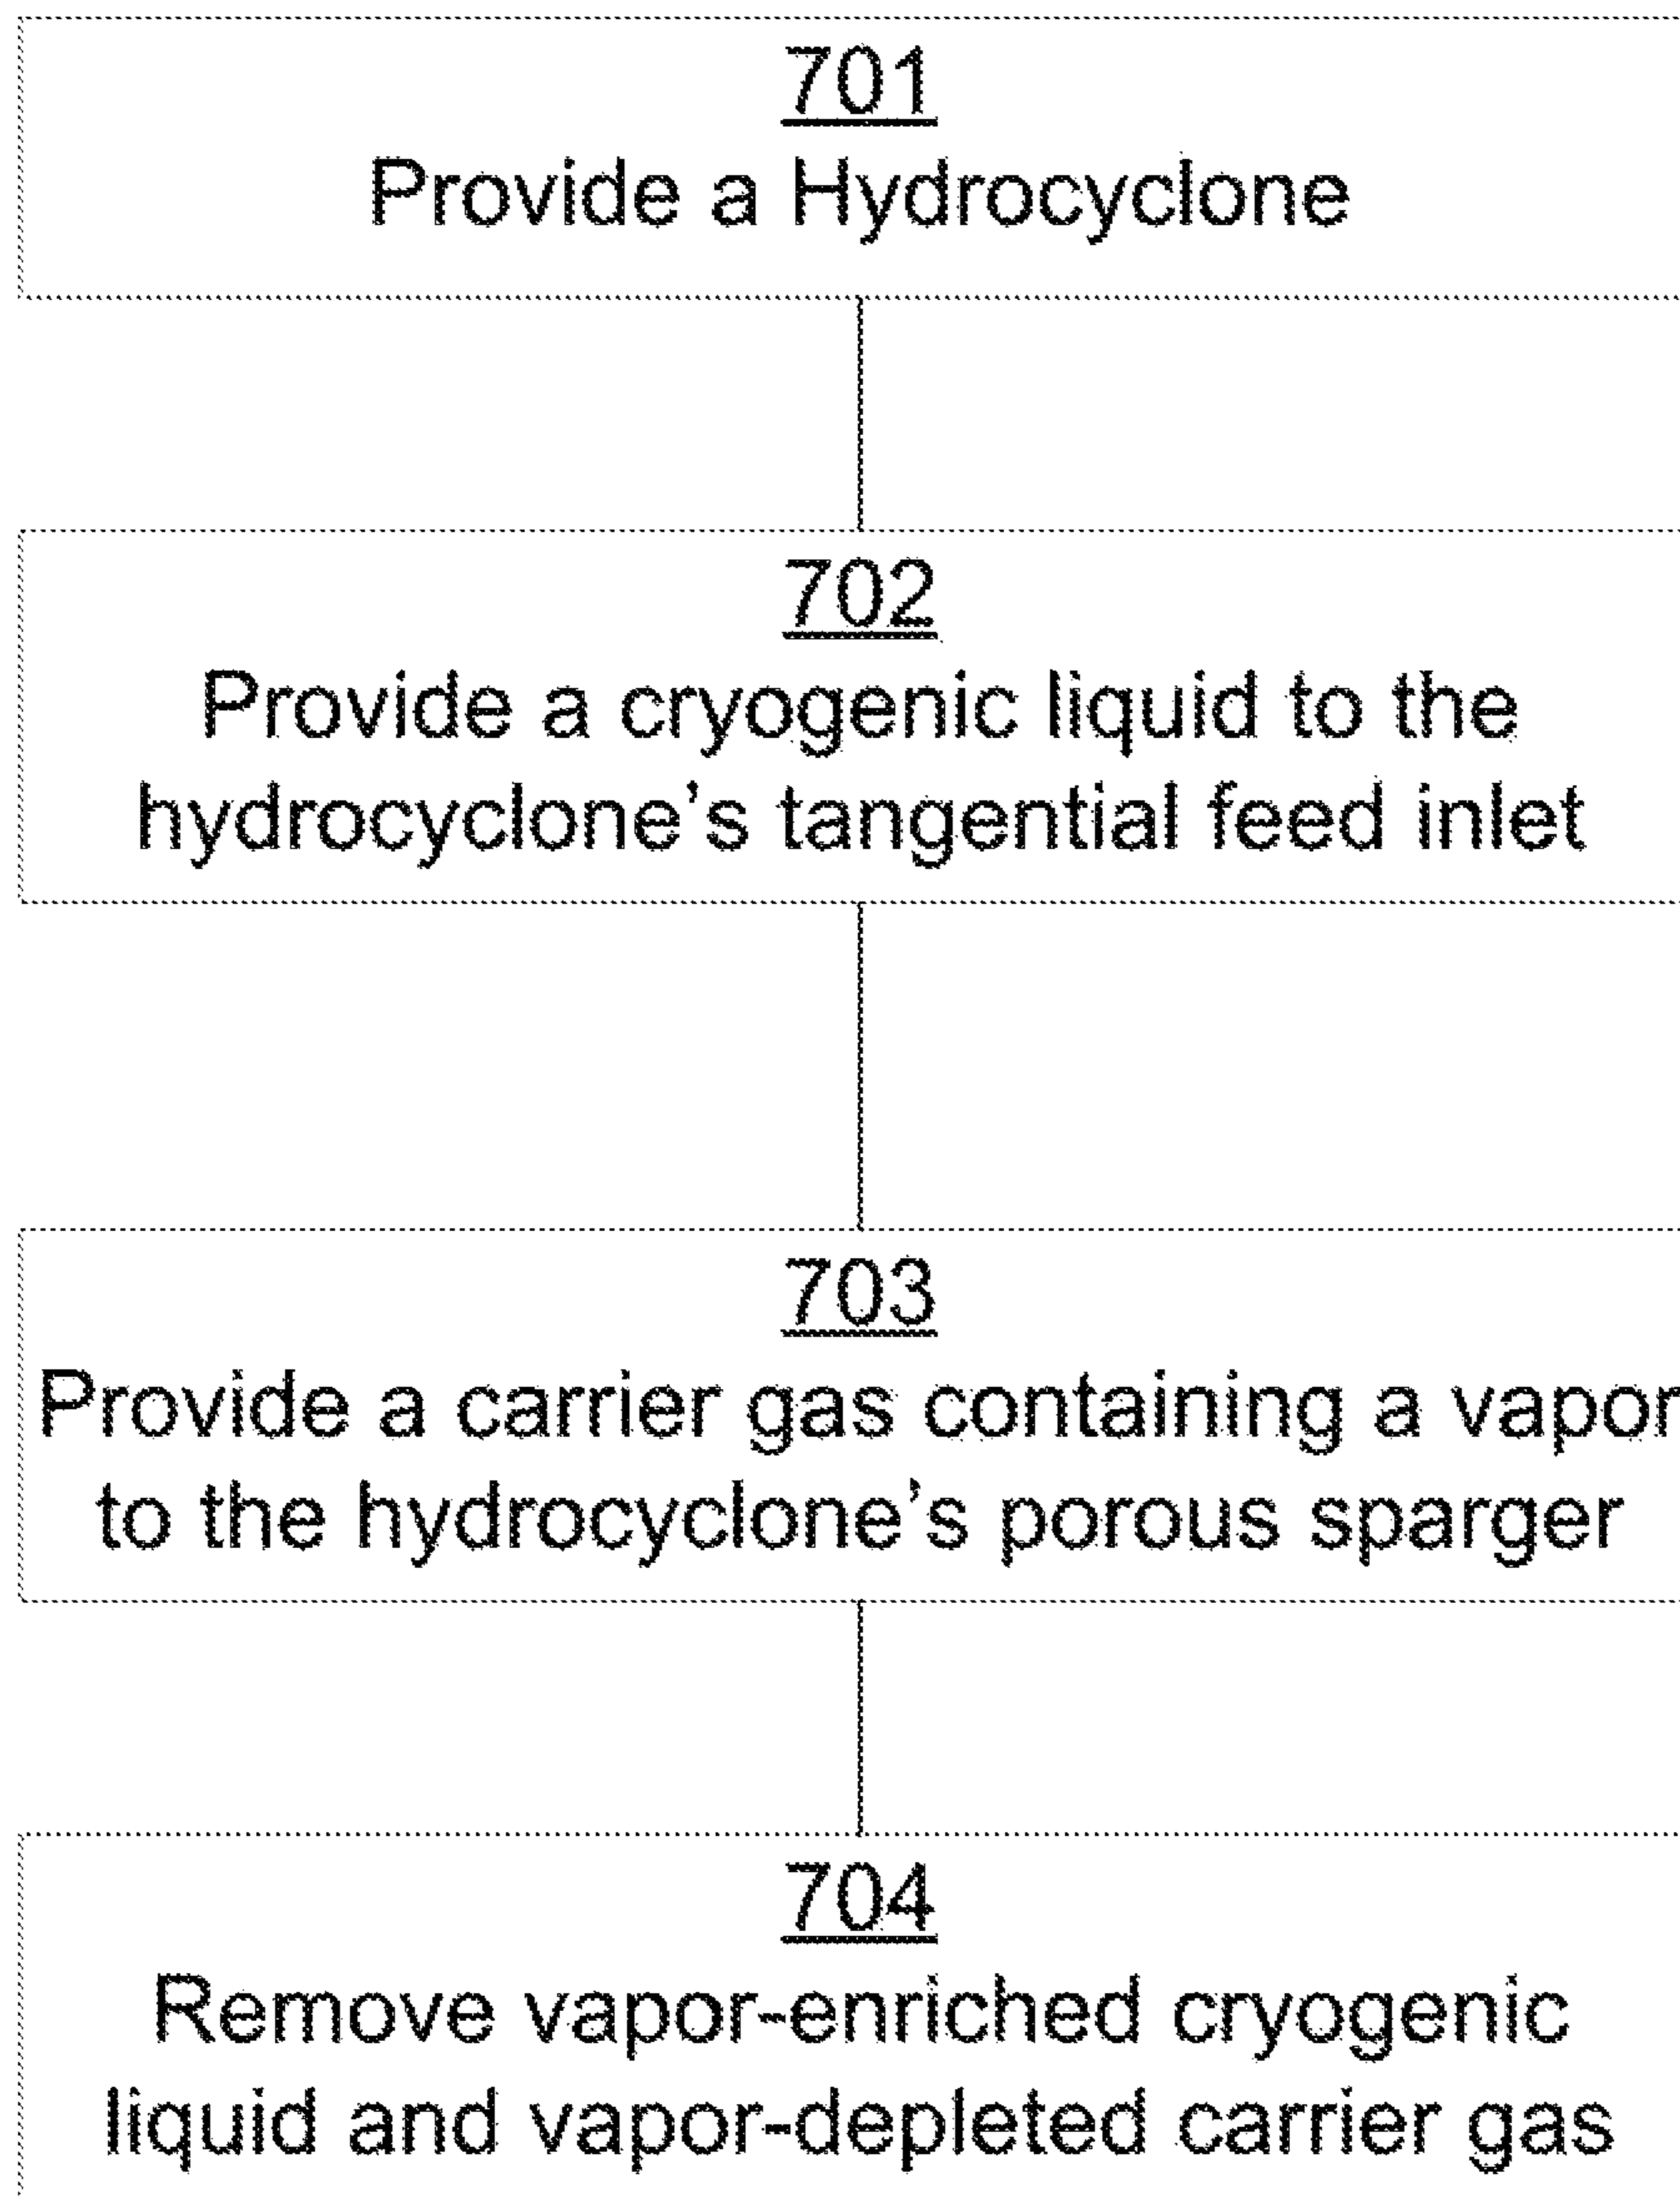 701
Provide a Hydrocyclone
702
Provide a cryogenic liquid to the
hydrocyclone’s tangential feed inlet
703
Provide a carrier gas containing a vapor
to the hydrocyclone’s porous sparger
704
Remove vapor-enriched cryogenic
liquid and vapor-depleted carrier gas